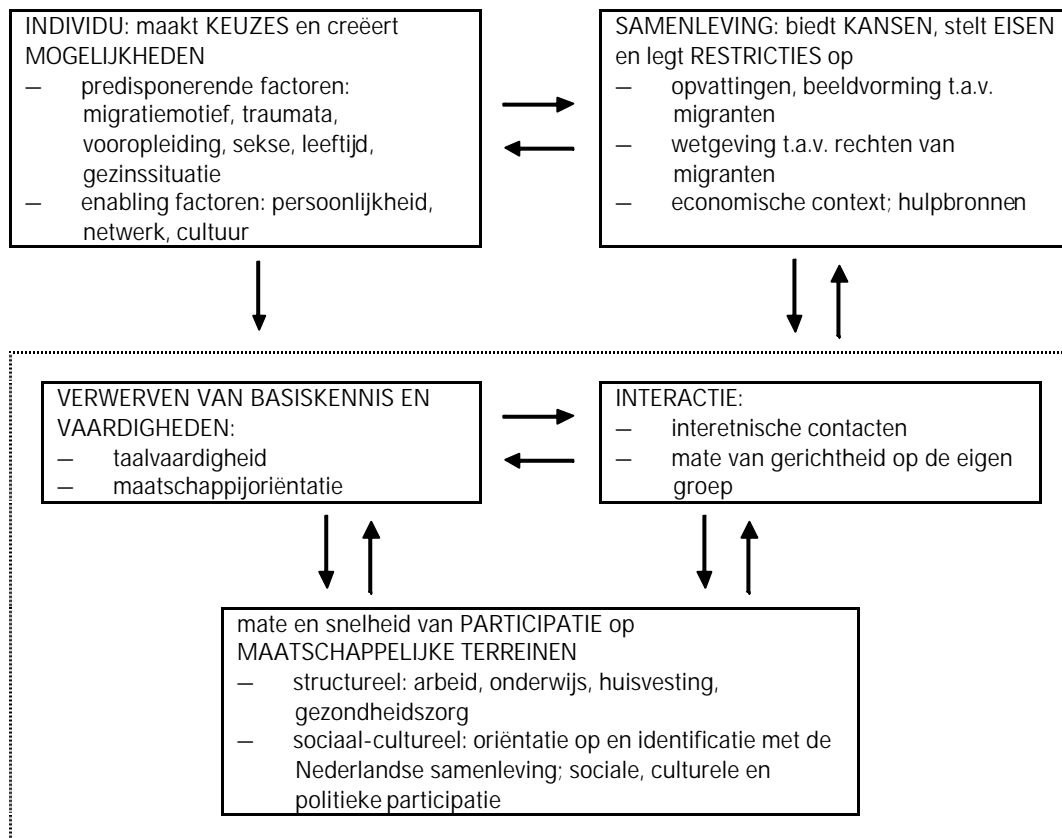 INDIVIDU: maakt KEUZES en creëert
MOGELIJKHEDEN
— predisponerende factoren:
migratiemotief, traumata,
vooropleiding, sekse, leeftijd,
gezinssituatie
— enabling factoren: persoonlijkheid,
netwerk, cultuur
SAMENLEVING: biedt KANSEN, stelt EISEN
en legt RESTRICTIES op
— opvattingen, beeldvorming t.a.v.
migranten
— wetgeving t.a.v. rechten van
migranten
— economische context; hulpbronnen
VERWERVEN VAN BASISKENNIS EN
VAARDIGHEDEN:
— taalvaardigheid
— maatschappijoriëntatie
INTERACTIE:
— interetnische contacten
— mate van gerichtheid op de eigen
groep
mate en snelheid van PARTICIPATIE op
MAATSCHAPPELIJKE TERREINEN
— structureel: arbeid, onderwijs, huisvesting,
gezondheidszorg
— sociaal-cultureel: oriëntatie op en identificatie met de
Nederlandse samenleving; sociale, culturele en
politieke participatie